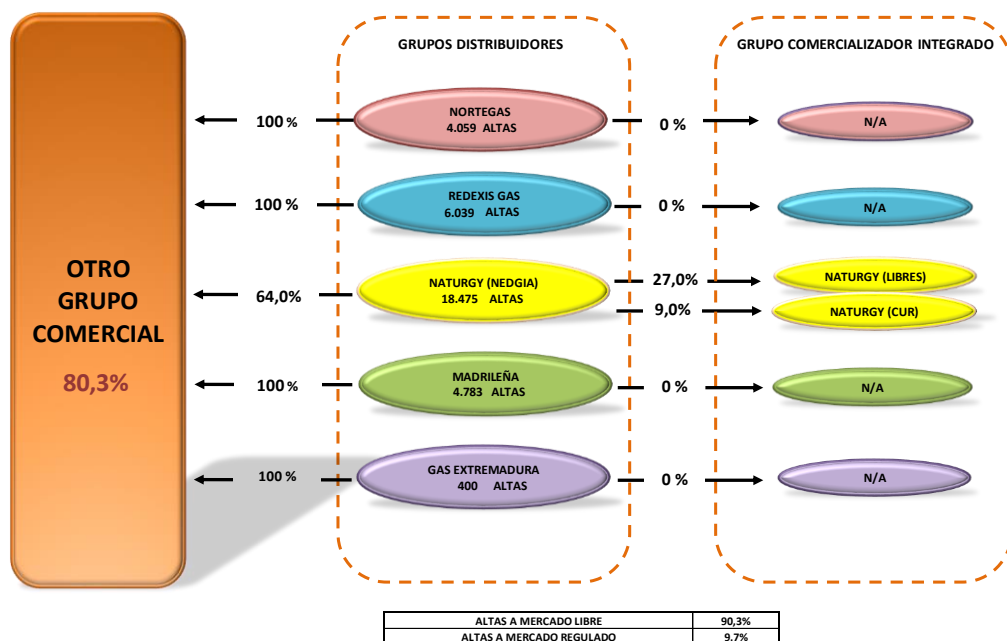 GRUPOS DISTRIBUIDORES
GRUPO COMERCIALIZADOR INTEGRADO
OTRO
GRUPO
COMERCIAL
80,3%
100 %
NORTEGAS
4.059 ALTAS
0 %
N/A
100 %
REDEXIS GAS
6.039 ALTAS
0 %
N/A
64,0%
NATURGY (NEDGIA)
18.475 ALTAS
27,0%
NATURGY (LIBRES)
9,0%
NATURGY (CUR)
100 %
MADRILEÑA
4.783 ALTAS
0 %
N/A
100 %
GAS EXTREMADURA
400 ALTAS
0 %
N/A
ALTAS A MERCADO LIBRE 90,3%
ALTAS A MERCADO REGULADO 9,7%